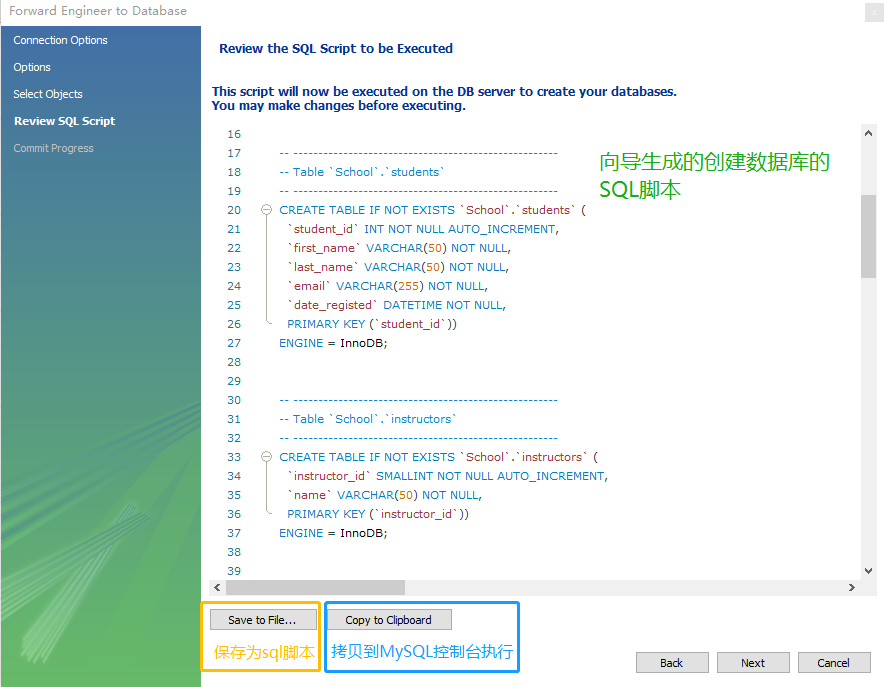 Forward Engineer to Database
Connection Options
Options
Select Objects
Review SQL Script
Commit Progress
Review the SQL Script to be Executed
This script will now be executed on the DB server to create your databases.
You may make changes before executing.
16
17 -- -----------------------------------------------------
18 -- Table `School`.`students`
19 -- -----------------------------------------------------
20 CREATE TABLE IF NOT EXISTS `School`.`students` (
21 `student_id` INT NOT NULL AUTO_INCREMENT,
22 `first_name` VARCHAR(50) NOT NULL,
23 `last_name` VARCHAR(50) NOT NULL,
24 `email` VARCHAR(255) NOT NULL,
25 `date_registed` DATETIME NOT NULL,
26 PRIMARY KEY (`student_id`))
27 ENGINE = InnoDB;
28
29
30 -- -----------------------------------------------------
31 -- Table `School`.`instructors`
32 -- -----------------------------------------------------
33 CREATE TABLE IF NOT EXISTS `School`.`instructors` (
34 `instructor_id` SMALLINT NOT NULL AUTO_INCREMENT,
35 `name` VARCHAR(50) NOT NULL,
36 PRIMARY KEY (`instructor_id`))
37 ENGINE = InnoDB;
38
39
向导生成的创建数据库的
SQL脚本
Save to File...
Copy to Clipboard
保存为sql脚本
拷贝到MySQL控制台执行
Back
Next
Cancel